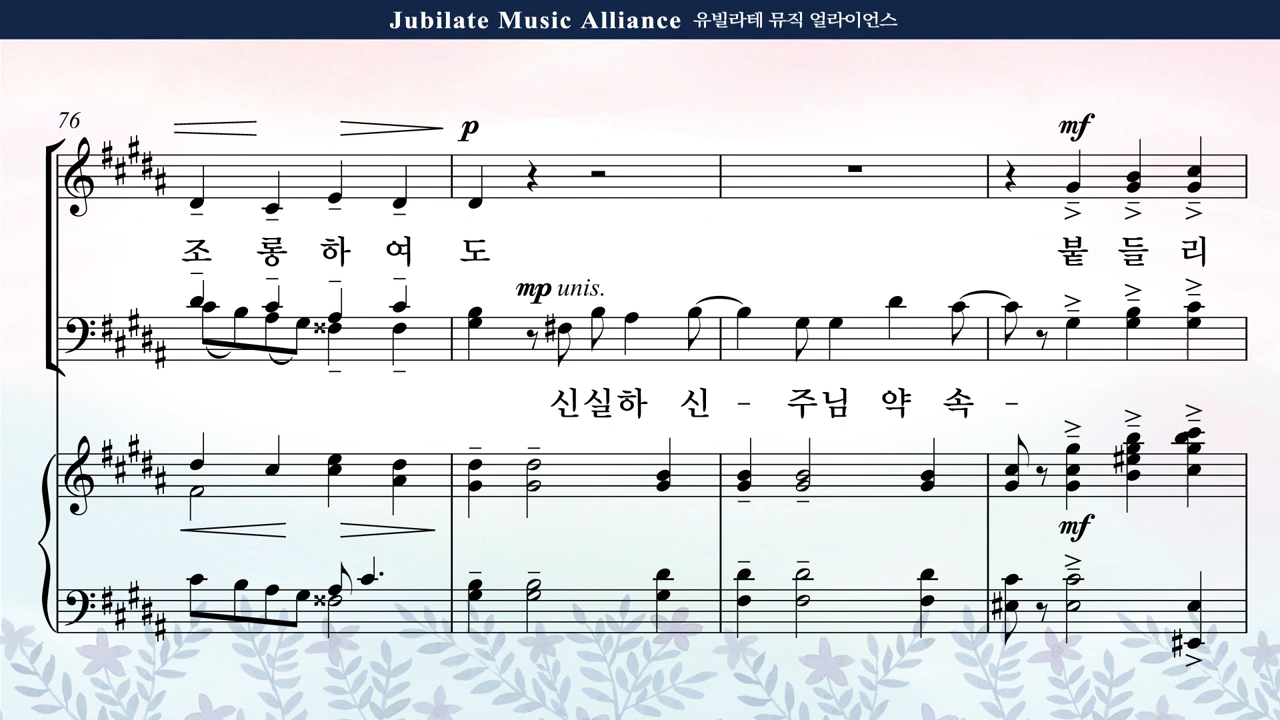 Jubilate Music Alliance 유빌라테 뮤직 얼라이언스
76
p
mf
조 롱 하 여 도 붙 들 리
mp unis.
신실하 신 - 주님 약 속 -
mf